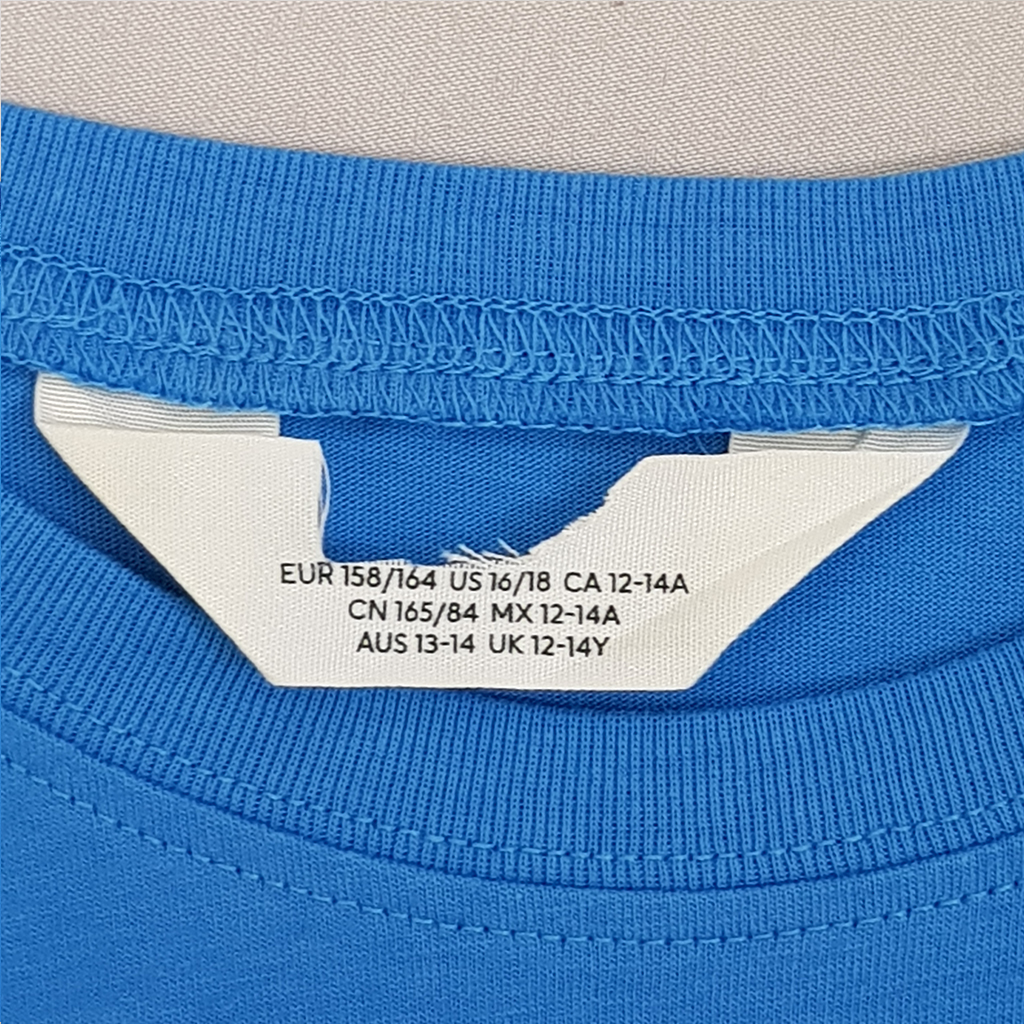 EUR 158/164 US 16/18 CA 12-14A
CN 165/84 MX 12-14A
AUS 13-14 UK 12-14Y